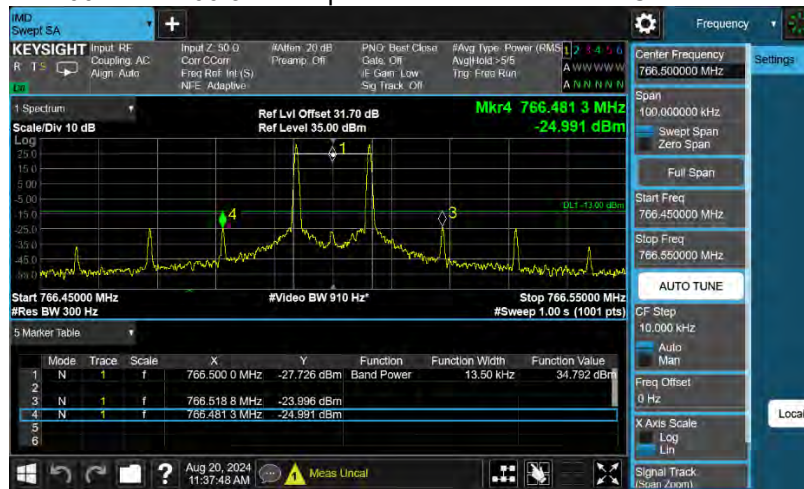 IMD
Swept SA
+
Frequency
KEYSIGHT
R T S
LXI
Input: RF
Coupling: AC
Align: Auto
Input Z: 50 Ω
Corr CCorr
Freq Ref: Int (S)
NFE: Adaptive
#Atten: 20 dB
Preamp: Off
PNO: Best Close
Gate: Off
IF Gain: Low
Sig Track: Off
#Avg Type: Power (RMS
Avg|Hold:>5/5
Trig: Free Run
1 2 3 4 5 6
A W W W W W
A N N N N N
1 Spectrum
Scale/Div 10 dB
Ref Lvl Offset 31.70 dB
Ref Level 35.00 dBm
Mkr4 766.481 3 MHz
-24.991 dBm
Log
25.0
15.0
5.00
-5.00
-15.0
-25.0
-35.0
-45.0
-55.0
1
3
4
DL1 -13.00 dBm
Start 766.45000 MHz
#Video BW 910 Hz*
Stop 766.55000 MHz
#Res BW 300 Hz
#Sweep 1.00 s (1001 pts)
5 Marker Table
Mode Trace Scale X Y Function Function Width Function Value
1 N 1 f 766.500 0 MHz -27.726 dBm Band Power 13.50 kHz 34.792 dBm
2
3 N 1 f 766.518 8 MHz -23.996 dBm
4 N 1 f 766.481 3 MHz -24.991 dBm
5
6
Center Frequency
766.500000 MHz
Settings
Span
100.000000 kHz
Swept Span
Zero Span
Full Span
Start Freq
766.450000 MHz
Stop Freq
766.550000 MHz
AUTO TUNE
CF Step
10.000 kHz
Auto
Man
Freq Offset
0 Hz
X Axis Scale
Log
Lin
Local
Signal Track
(Span Zoom)
?
Aug 20, 2024
11:37:48 AM
Meas Uncal